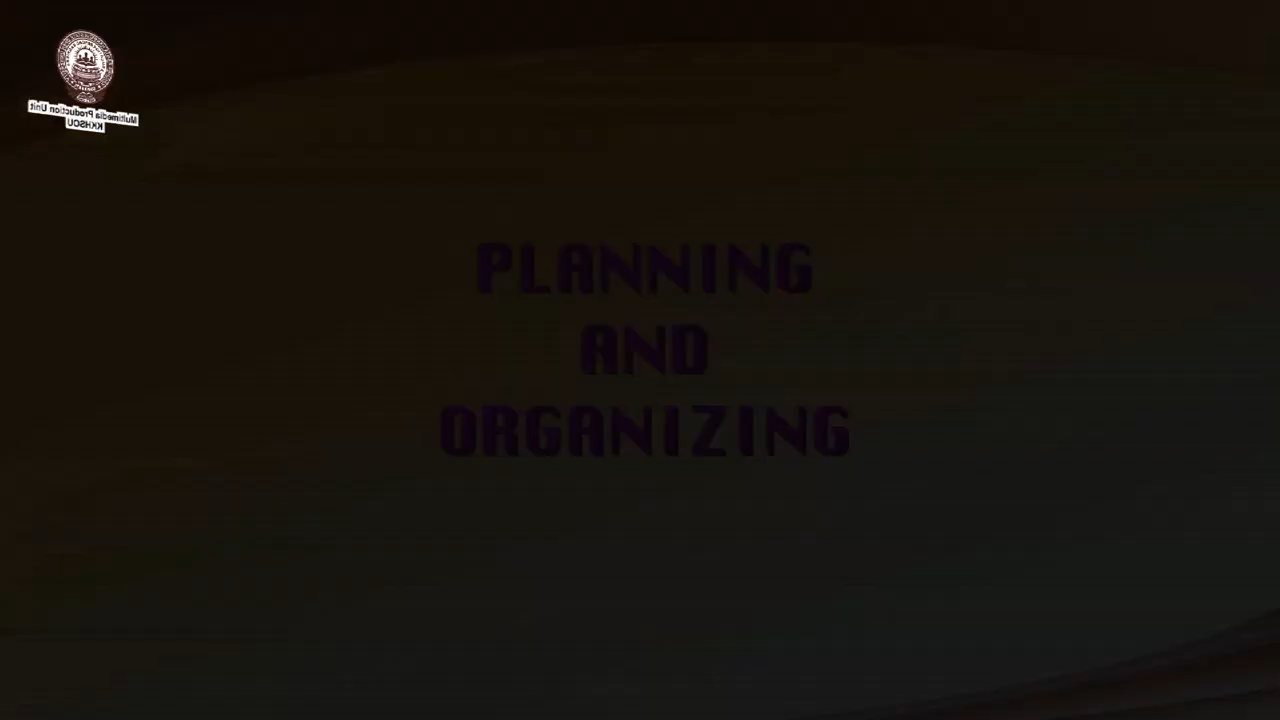 Multimedia Production Unit
KKHSOU
PLANNING
AND
ORGANIZING